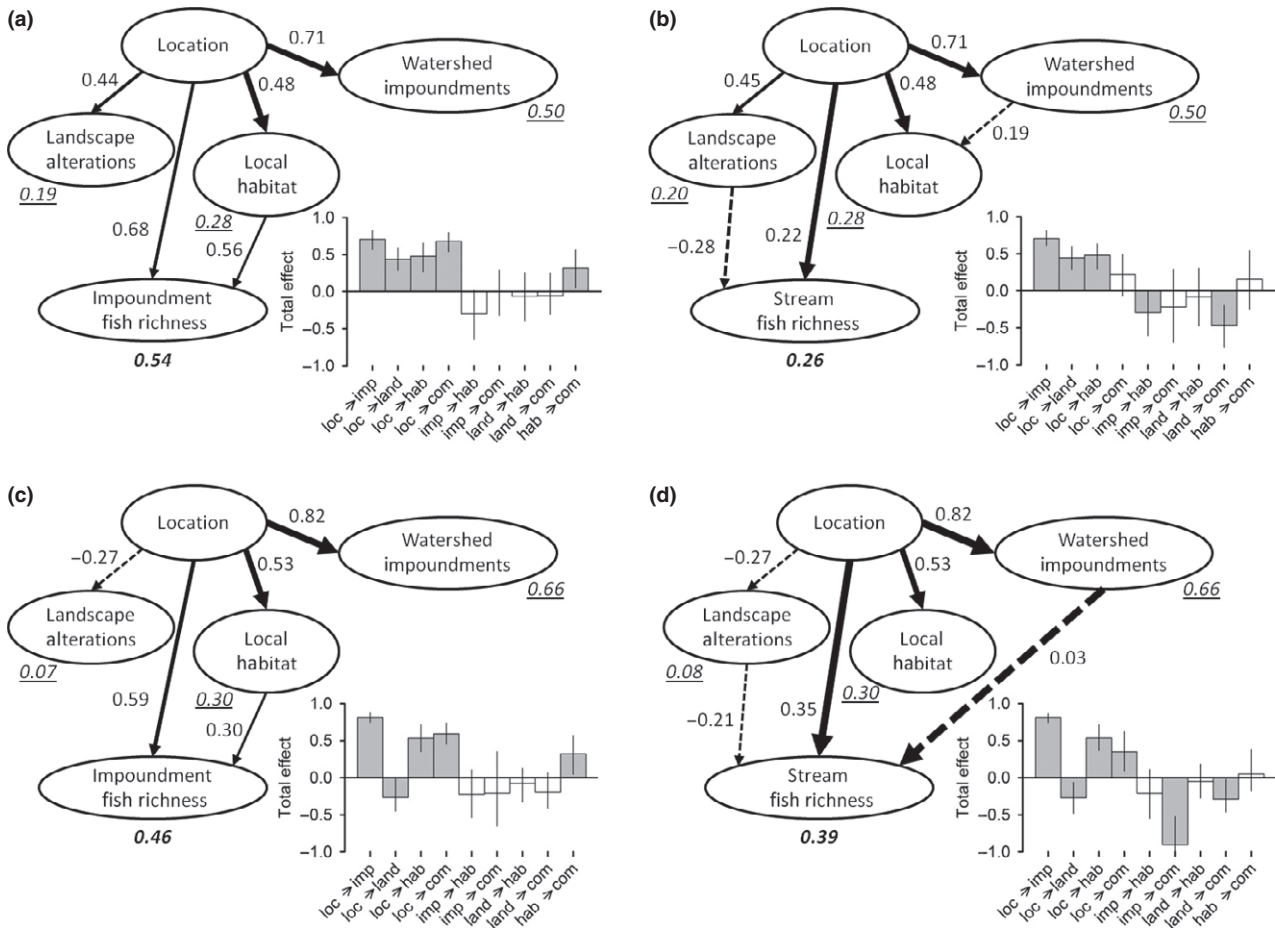 (a)
Location
0.71
Watershed
impoundments
0.50
0.44
0.48
Landscape
alterations
0.19
Local
habitat
0.28
0.68
0.56
Impoundment
fish richness
0.54
Total effect
1.0
0.5
0.0
−0.5
−1.0
loc → imp
loc → land
loc → hab
loc → com
imp → hab
imp → com
land → hab
land → com
hab → com
(b)
Location
0.71
Watershed
impoundments
0.50
0.45
0.48
0.19
Landscape
alterations
0.20
Local
habitat
0.28
−0.28
0.22
Stream
fish richness
0.26
Total effect
1.0
0.5
0.0
−0.5
−1.0
loc → imp
loc → land
loc → hab
loc → com
imp → hab
imp → com
land → hab
land → com
hab → com
(c)
Location
0.82
Watershed
impoundments
0.66
−0.27
0.53
Landscape
alterations
0.07
Local
habitat
0.30
0.59
0.30
Impoundment
fish richness
0.46
Total effect
1.0
0.5
0.0
−0.5
−1.0
loc → imp
loc → land
loc → hab
loc → com
imp → hab
imp → com
land → hab
land → com
hab → com
(d)
Location
0.82
Watershed
impoundments
0.66
−0.27
0.53
Landscape
alterations
0.08
Local
habitat
0.30
0.03
−0.21
0.35
Stream
fish richness
0.39
Total effect
1.0
0.5
0.0
−0.5
−1.0
loc → imp
loc → land
loc → hab
loc → com
imp → hab
imp → com
land → hab
land → com
hab → com